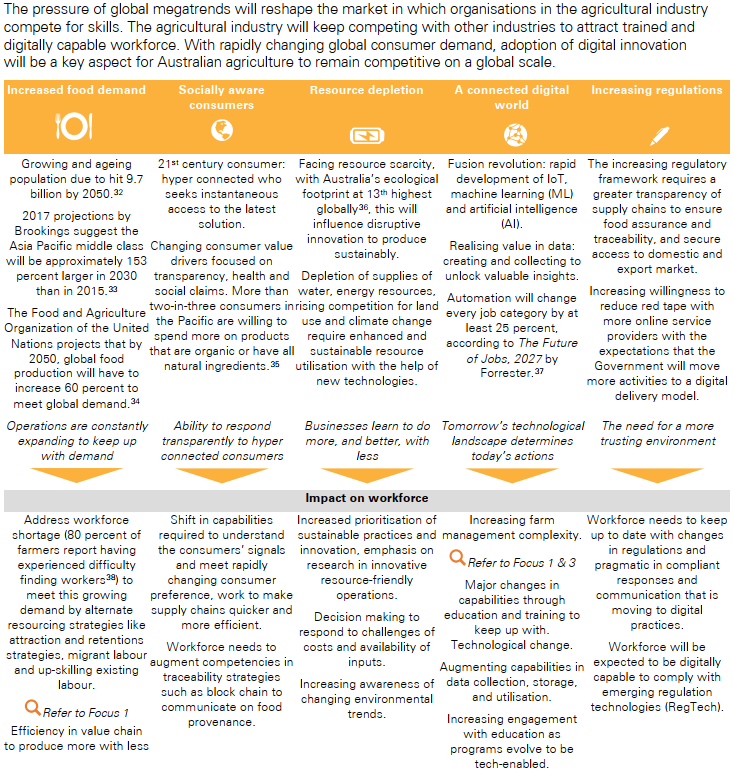 The pressure of global megatrends will reshape the market in which organisations in the agricultural industry
compete for skills. The agricultural industry will keep competing with other industries to attract trained and
digitally capable workforce. With rapidly changing global consumer demand, adoption of digital innovation
will be a key aspect for Australian agriculture to remain competitive on a global scale.
Increased food demand
Growing and ageing
population due to hit 9.7
billion by 2050.³²
2017 projections by
Brookings suggest the
Asia Pacific middle class
will be approximately 153
percent larger in 2030
than in 2015.³³
The Food and Agriculture
Organization of the United
Nations projects that by
2050, global food
production will have to
increase 60 percent to
meet global demand.³⁴
Operations are constantly
expanding to keep up
with demand
Socially aware
consumers
21st century consumer:
hyper connected who
seeks instantaneous
access to the latest
solution.
Changing consumer value
drivers focused on
transparency, health and
social claims. More than
two-in-three consumers in
the Pacific are willing to
spend more on products
that are organic or have all
natural ingredients.³⁵
Ability to respond
transparently to hyper
connected consumers
Resource depletion
Facing resource scarcity,
with Australia's ecological
footprint at 13th highest
globally³⁶, this will
influence disruptive
innovation to produce
sustainably.
Depletion of supplies of
water, energy resources,
rising competition for land
use and climate change
require enhanced and
sustainable resource
utilisation with the help of
new technologies.
Businesses learn to do
more, and better, with
less
A connected digital
world
Fusion revolution: rapid
development of IoT,
machine learning (ML)
and artificial intelligence
(AI).
Realising value in data:
creating and collecting to
unlock valuable insights.
Automation will change
every job category by at
least 25 percent,
according to The Future
of Jobs, 2027 by
Forrester.³⁷
Tomorrow's technological
landscape determines
today's actions
Increasing regulations
The increasing regulatory
framework requires a
greater transparency of
supply chains to ensure
food assurance and
traceability, and secure
access to domestic and
export market.
Increasing willingness to
reduce red tape with
more online service
providers with the
expectations that the
Government will move
more activities to a digital
delivery model.
The need for a more
trusting environment
Impact on workforce
Address workforce
shortage (80 percent of
farmers report having
experienced difficulty
finding workers³⁸) to
meet this growing
demand by alternate
resourcing strategies like
attraction and retentions
strategies, migrant labour
and up-skilling existing
labour.
Refer to Focus 1
Efficiency in value chain
to produce more with less
Shift in capabilities
required to understand
the consumers' signals
and meet rapidly
changing consumer
preference, work to make
supply chains quicker and
more efficient.
Workforce needs to
augment competencies in
traceability strategies
such as block chain to
communicate on food
provenance.
Increased prioritisation of
sustainable practices and
innovation, emphasis on
research in innovative
resource-friendly
operations.
Decision making to
respond to challenges of
costs and availability of
inputs.
Increasing awareness of
changing environmental
trends.
Increasing farm
management complexity.
Refer to Focus 1 & 3
Major changes in
capabilities through
education and training to
keep up with.
Technological change.
Augmenting capabilities in
data collection, storage,
and utilisation.
Increasing engagement
with education as
programs evolve to be
tech-enabled.
Workforce needs to keep
up to date with changes
in regulations and
pragmatic in compliant
responses and
communication that is
moving to digital
practices.
Workforce will be
expected to be digitally
capable to comply with
emerging regulation
technologies (RegTech).